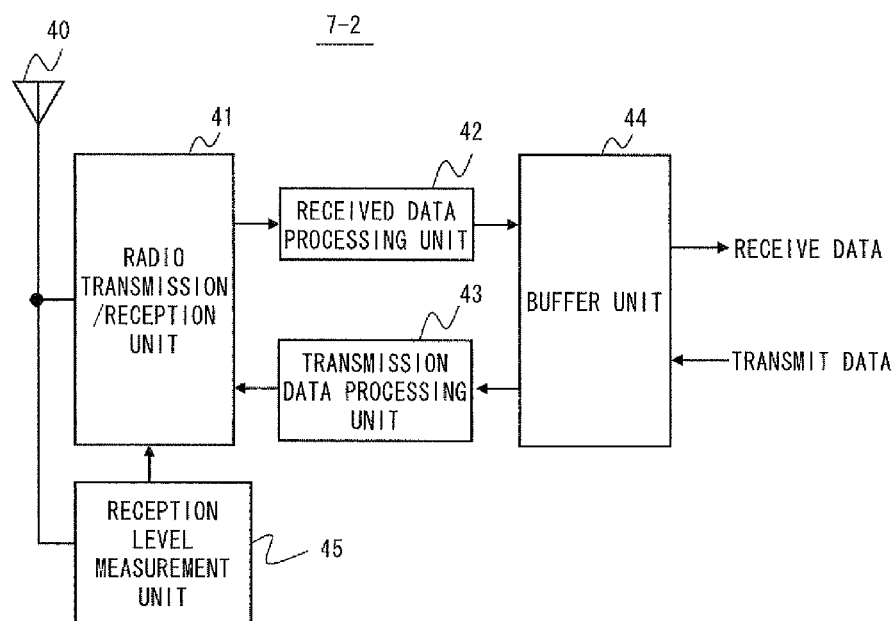 7-2
40
41
42
44
RECEIVED DATA
PROCESSING UNIT
RADIO
TRANSMISSION
/RECEPTION
UNIT
RECEIVE DATA
BUFFER UNIT
43
TRANSMISSION
DATA PROCESSING
UNIT
TRANSMIT DATA
RECEPTION
LEVEL
MEASUREMENT
UNIT
45